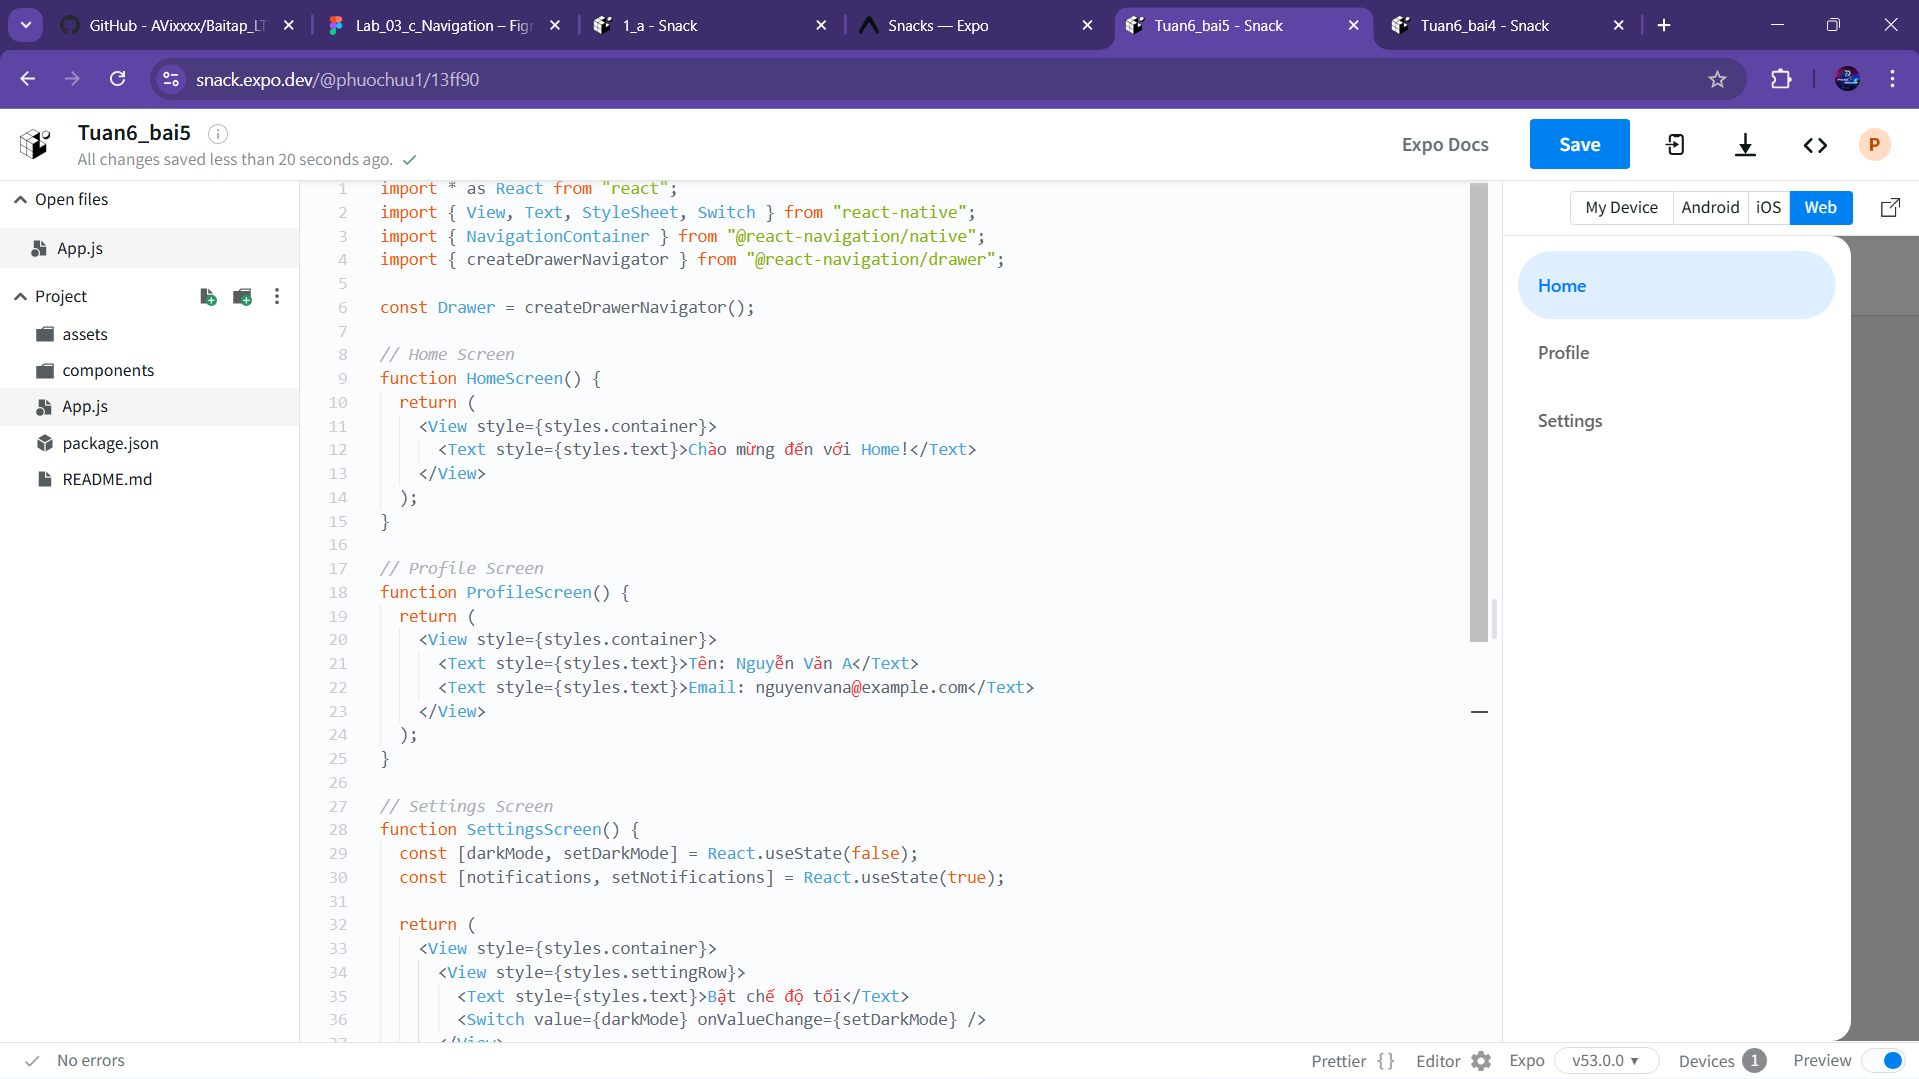 GitHub - AVixxxx/Baitap_LT
Lab_03_c_Navigation – Fig
1_a - Snack
Snacks — Expo
Tuan6_bai5 - Snack
Tuan6_bai4 - Snack
snack.expo.dev/@phuochuu1/13ff90
Tuan6_bai5
All changes saved less than 20 seconds ago.
Expo Docs
Save
P
Open files
App.js
Project
assets
components
App.js
package.json
README.md
1 import * as React from "react";
2 import { View, Text, StyleSheet, Switch } from "react-native";
3 import { NavigationContainer } from "@react-navigation/native";
4 import { createDrawerNavigator } from "@react-navigation/drawer";
5
6 const Drawer = createDrawerNavigator();
7
8 // Home Screen
9 function HomeScreen() {
10 return (
11 <View style={styles.container}>
12 <Text style={styles.text}>Chào mừng đến với Home!</Text>
13 </View>
14 );
15 }
16
17 // Profile Screen
18 function ProfileScreen() {
19 return (
20 <View style={styles.container}>
21 <Text style={styles.text}>Tên: Nguyễn Văn A</Text>
22 <Text style={styles.text}>Email: nguyenvana@example.com</Text>
23 </View>
24 );
25 }
26
27 // Settings Screen
28 function SettingsScreen() {
29 const [darkMode, setDarkMode] = React.useState(false);
30 const [notifications, setNotifications] = React.useState(true);
31
32 return (
33 <View style={styles.container}>
34 <View style={styles.settingRow}>
35 <Text style={styles.text}>Bật chế độ tối</Text>
36 <Switch value={darkMode} onValueChange={setDarkMode} />
37 </View>
My Device
Android
iOS
Web
Home
Profile
Settings
No errors
Prettier {}
Editor
Expo
v53.0.0
Devices 1
Preview